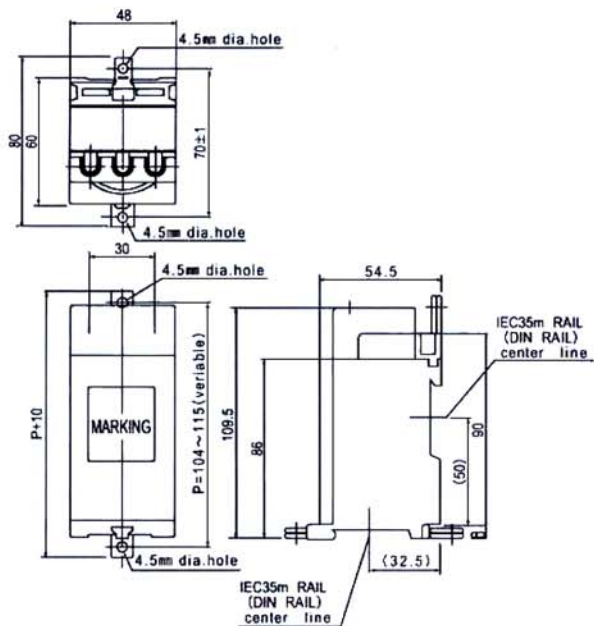 48
4.5mm dia.hole
80
60
70±1
4.5mm dia.hole
30
4.5mm dia.hole
54.5
IEC35m RAIL
(DIN RAIL)
center line
P+10
MARKING
P=104～115(veriable)
109.5
86
(50)
90
4.5mm dia.hole
(32.5)
IEC35m RAIL
(DIN RAIL)
center line